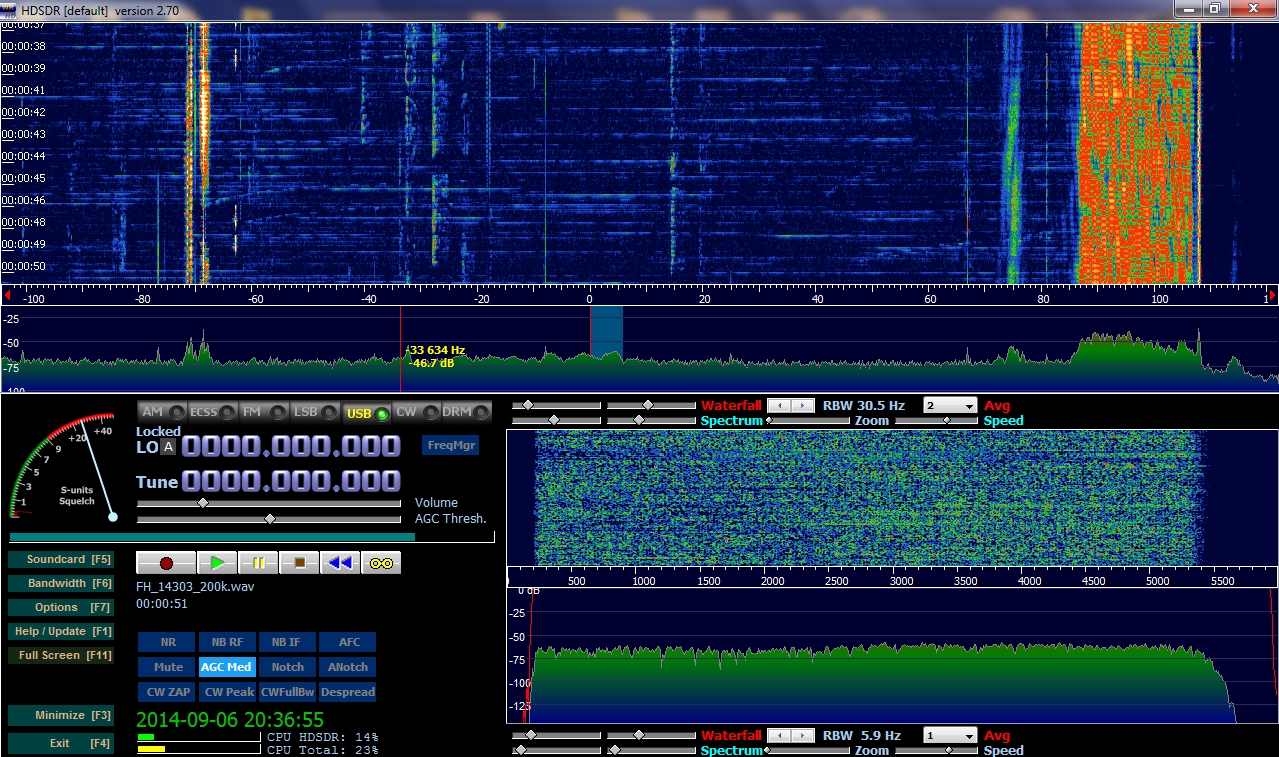 HDSDR [default] version 2.70
00:00:37
00:00:38
00:00:39
00:00:41
00:00:42
00:00:43
00:00:44
00:00:45
00:00:46
00:00:48
00:00:49
00:00:50
-100 -80 -60 -40 -20 0 20 40 60 80 100
-25
-50
-75
-100
-33 634 Hz
-46.7 dB
AM ECSS FM LSB USB CW DRM
Locked
LO A 0000.000.000 FreqMgr
Tune 0000.000.000
Volume
AGC Thresh.
+40
+20
9
7
5
3
1
S-units
Squelch
Soundcard [F5]
Bandwidth [F6]
Options [F7]
Help / Update [F1]
Full Screen [F11]
Minimize [F3]
Exit [F4]
FH_14303_200k.wav
00:00:51
NR NB RF NB IF AFC
Mute AGC Med Notch ANotch
CW ZAP CW Peak CWFullBw Despread
2014-09-06 20:36:55
CPU HDSDR: 14%
CPU Total: 23%
Waterfall RBW 30.5 Hz 2 Avg
Spectrum Zoom Speed
500 1000 1500 2000 2500 3000 3500 4000 4500 5000 5500
0 dB
-25
-50
-75
-100
-125
Waterfall RBW 5.9 Hz 1 Avg
Spectrum Zoom Speed